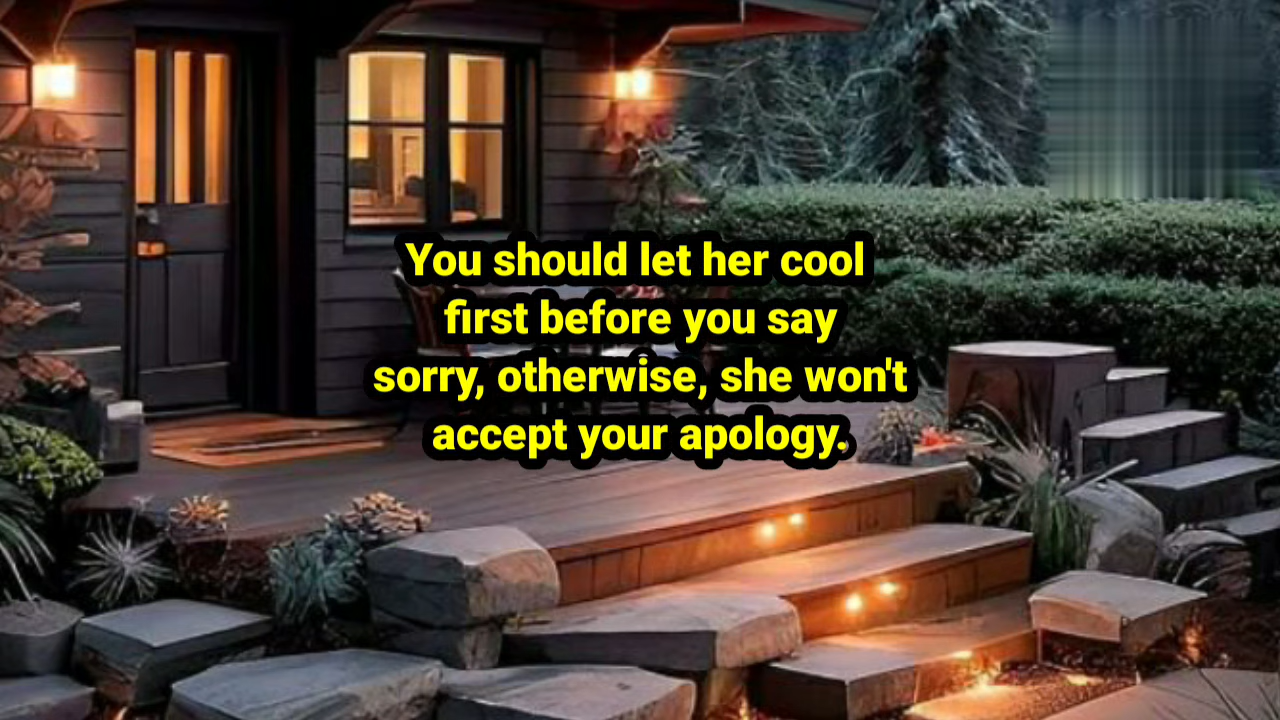 You should let her cool
first before you say
sorry, otherwise, she won't
accept your apology.